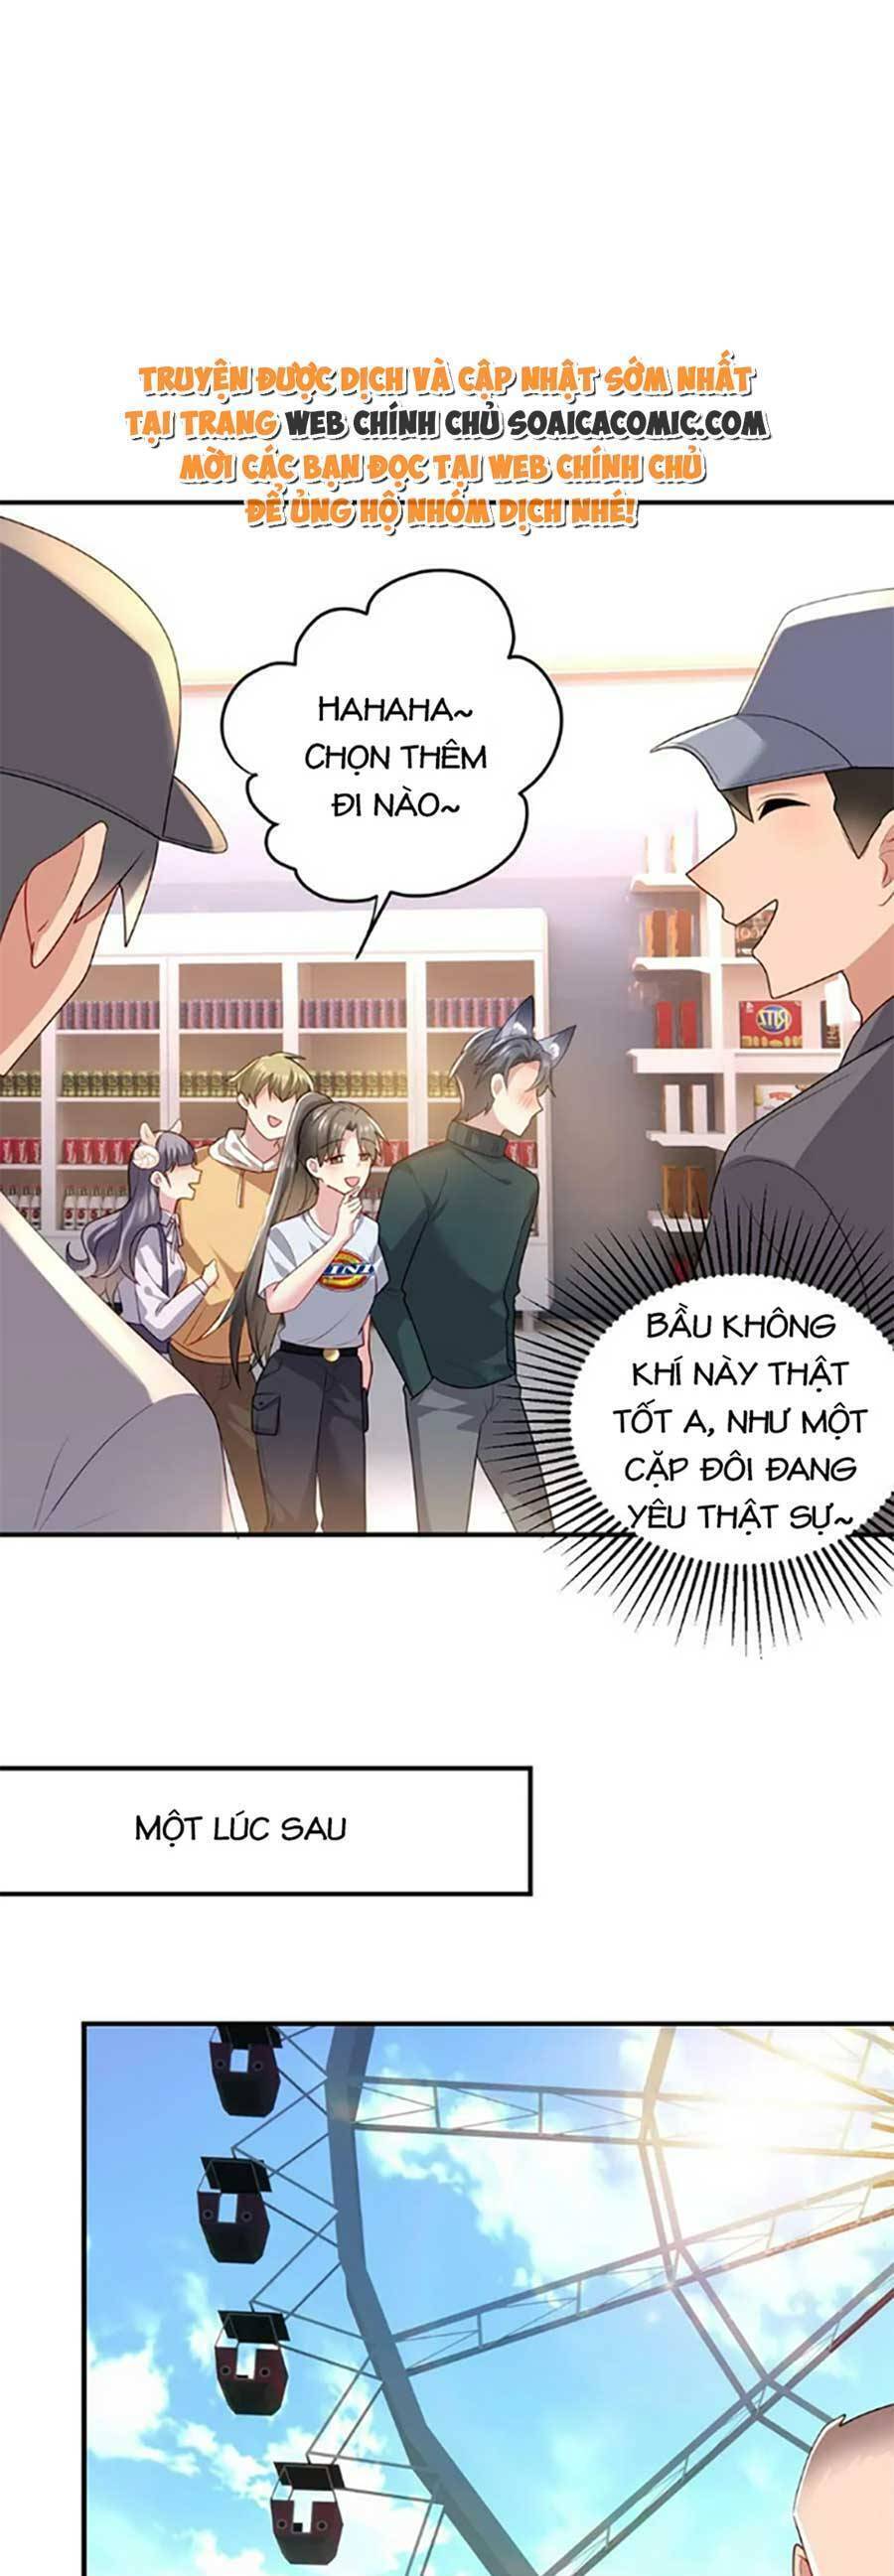 TRUYỆN ĐƯỢC DỊCH VÀ CẬP NHẬT SỚM NHẤT
TẠI TRANG WEB CHÍNH CHỦ SOAICACOMIC.COM
MỜI CÁC BẠN ĐỌC TẠI WEB CHÍNH CHỦ
ĐỂ ỦNG HỘ NHÓM DỊCH NHÉ!
HAHAHA~
CHỌN THÊM
ĐI NÀO~
RITZ
INI
BẦU KHÔNG
KHÍ NÀY THẬT
TỐT A, NHƯ MỘT
CẶP ĐÔI ĐANG
YÊU THẬT SỰ~
MỘT LÚC SAU